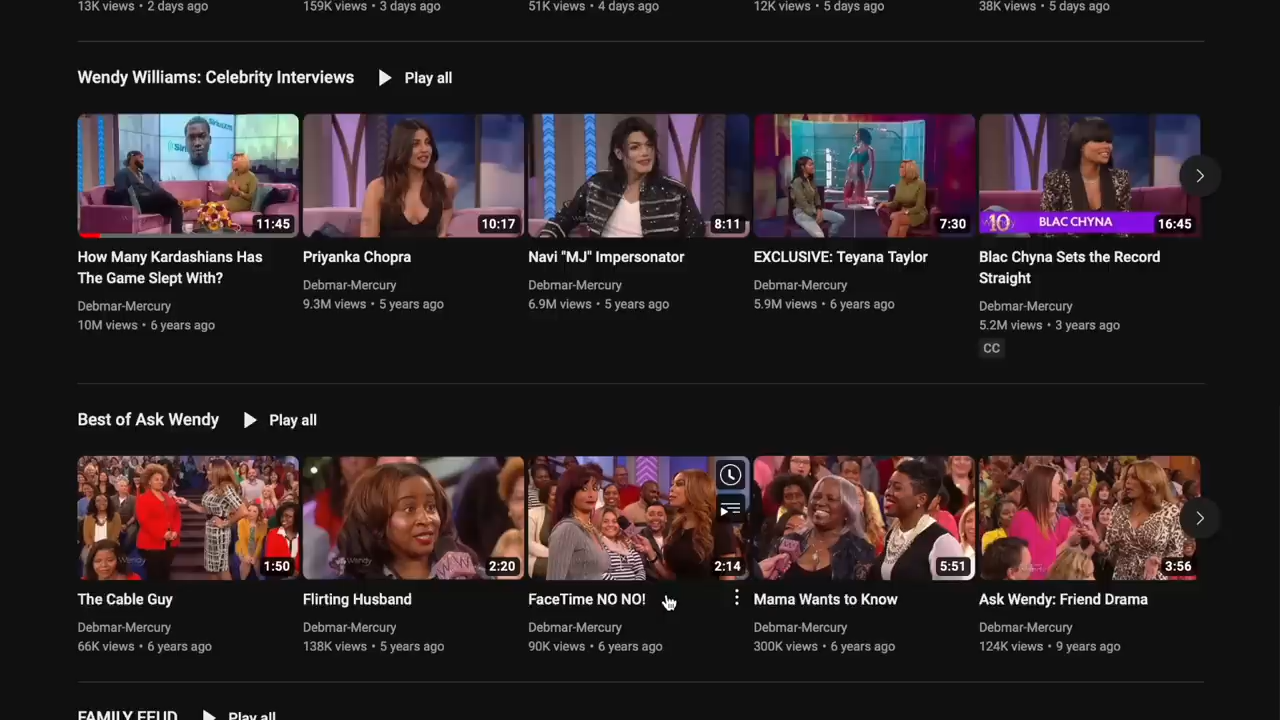 13K views • 2 days ago
159K views • 3 days ago
51K views • 4 days ago
12K views • 5 days ago
38K views • 5 days ago
Wendy Williams: Celebrity Interviews
Play all
11:45
10:17
8:11
7:30
10
BLAC CHYNA
16:45
How Many Kardashians Has
The Game Slept With?
Debmar-Mercury
10M views • 6 years ago
Priyanka Chopra
Debmar-Mercury
9.3M views • 5 years ago
Navi "MJ" Impersonator
Debmar-Mercury
6.9M views • 5 years ago
EXCLUSIVE: Teyana Taylor
Debmar-Mercury
5.9M views • 6 years ago
Blac Chyna Sets the Record
Straight
Debmar-Mercury
5.2M views • 3 years ago
CC
Best of Ask Wendy
Play all
1:50
2:20
2:14
5:51
3:56
The Cable Guy
Debmar-Mercury
66K views • 6 years ago
Flirting Husband
Debmar-Mercury
138K views • 5 years ago
FaceTime NO NO!
Debmar-Mercury
90K views • 6 years ago
Mama Wants to Know
Debmar-Mercury
300K views • 6 years ago
Ask Wendy: Friend Drama
Debmar-Mercury
124K views • 9 years ago
FAMILY FEUD
Play all